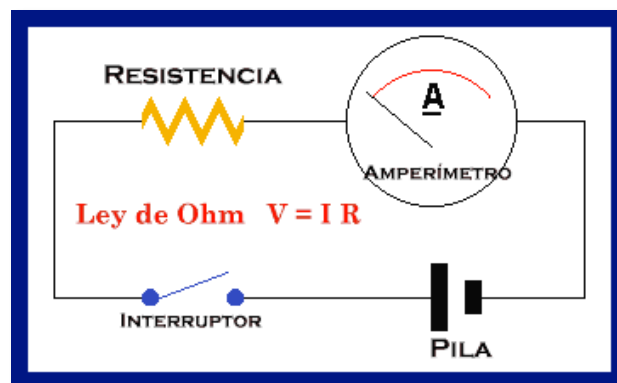 RESISTENCIA
A
AMPERÍMETRO
Ley de Ohm V = I R
INTERRUPTOR
PILA